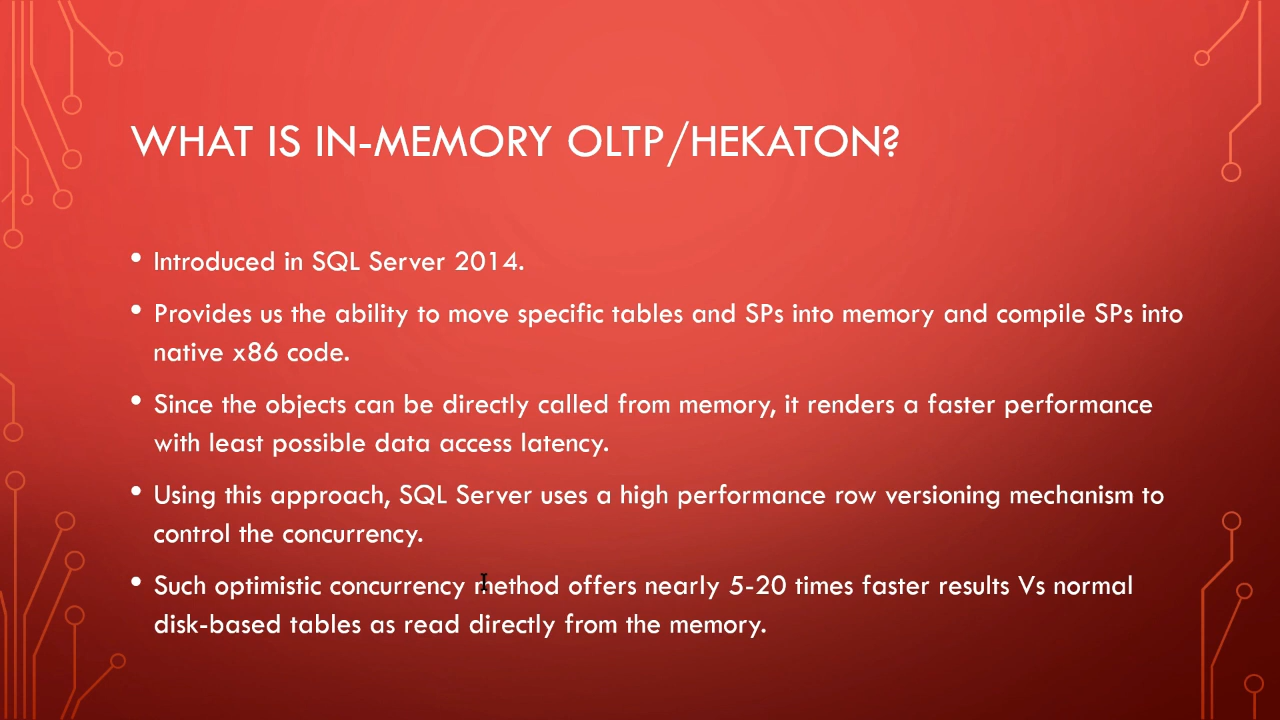 WHAT IS IN-MEMORY OLTP/HEKATON?
• Introduced in SQL Server 2014.
• Provides us the ability to move specific tables and SPs into memory and compile SPs into
native x86 code.
• Since the objects can be directly called from memory, it renders a faster performance
with least possible data access latency.
• Using this approach, SQL Server uses a high performance row versioning mechanism to
control the concurrency.
• Such optimistic concurrency method offers nearly 5-20 times faster results Vs normal
disk-based tables as read directly from the memory.